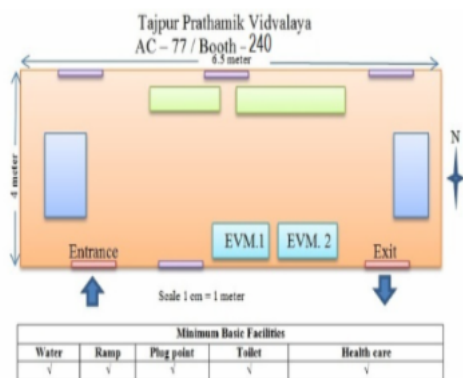 Tajpur Prathamik Vidvalaya
AC – 77 / Booth - 240
6.5 meter
4 meter
N
EVM.1 EVM. 2
Entrance Exit
Scale 1 cm = 1 meter
Minimum Basic Facilities
Water Ramp Plug point Toilet Health care
√ √ √ √ √